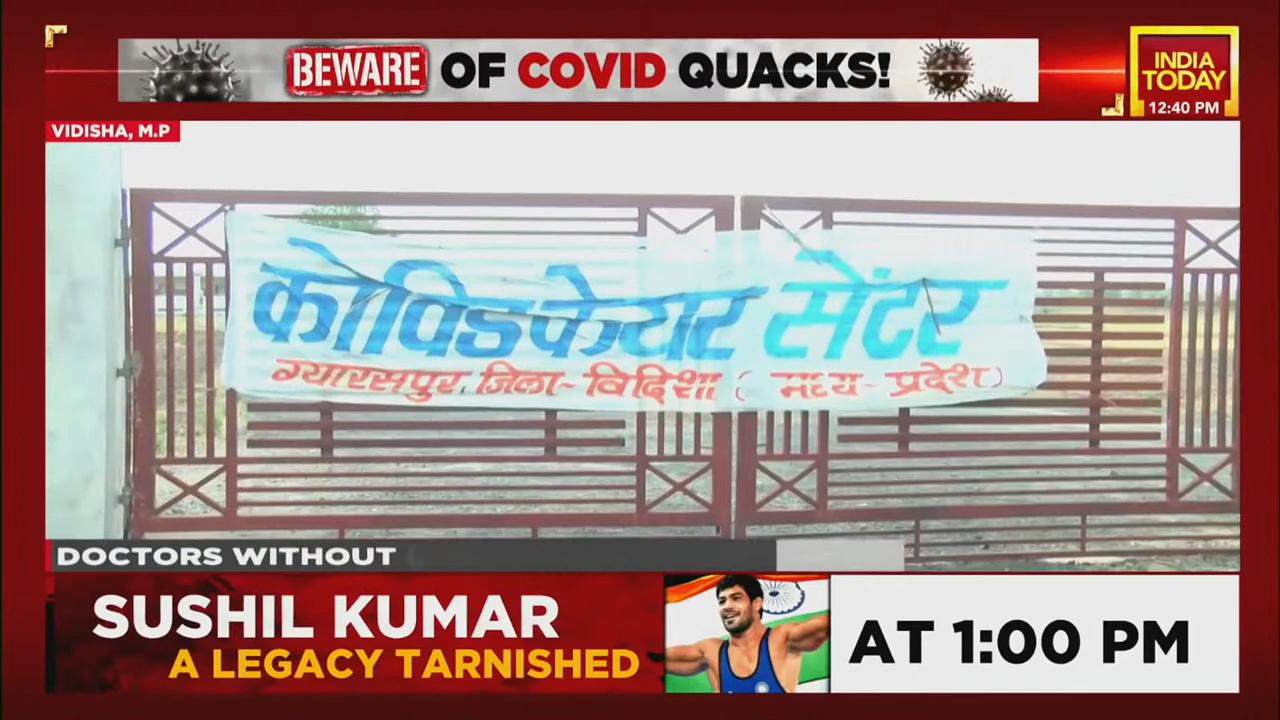 BEWARE OF COVID QUACKS!
INDIA
TODAY
12:40 PM
VIDISHA, M.P
कोविड केयर सेंटर
ग्यारसपुर, जिला- विदिशा ( मध्य - प्रदेश)
DOCTORS WITHOUT
SUSHIL KUMAR
A LEGACY TARNISHED
AT 1:00 PM